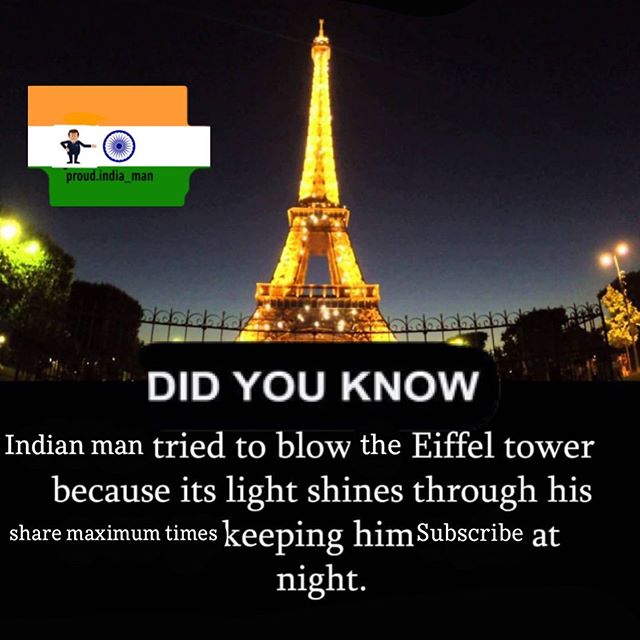 proud.india_man
DID YOU KNOW
Indian man tried to blow the Eiffel tower
because its light shines through his
share maximum times keeping him Subscribe at
night.